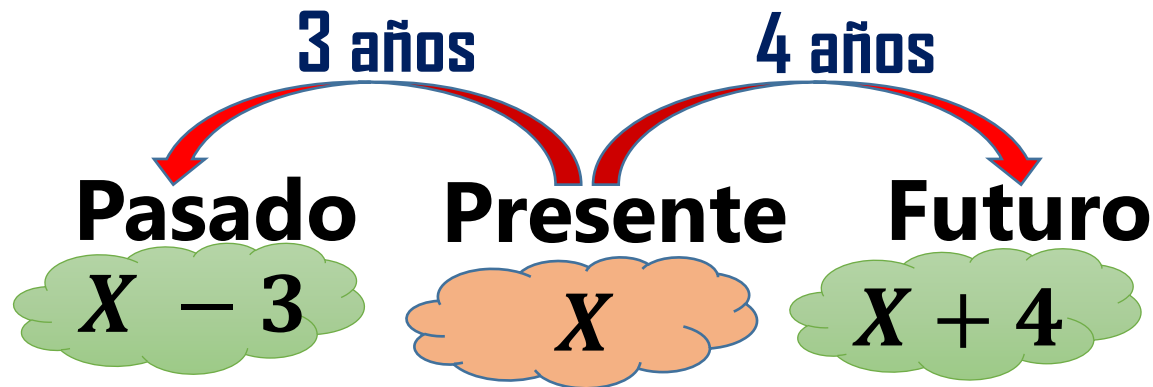 3 años 4 años
Pasado Presente Futuro
X − 3 X X + 4